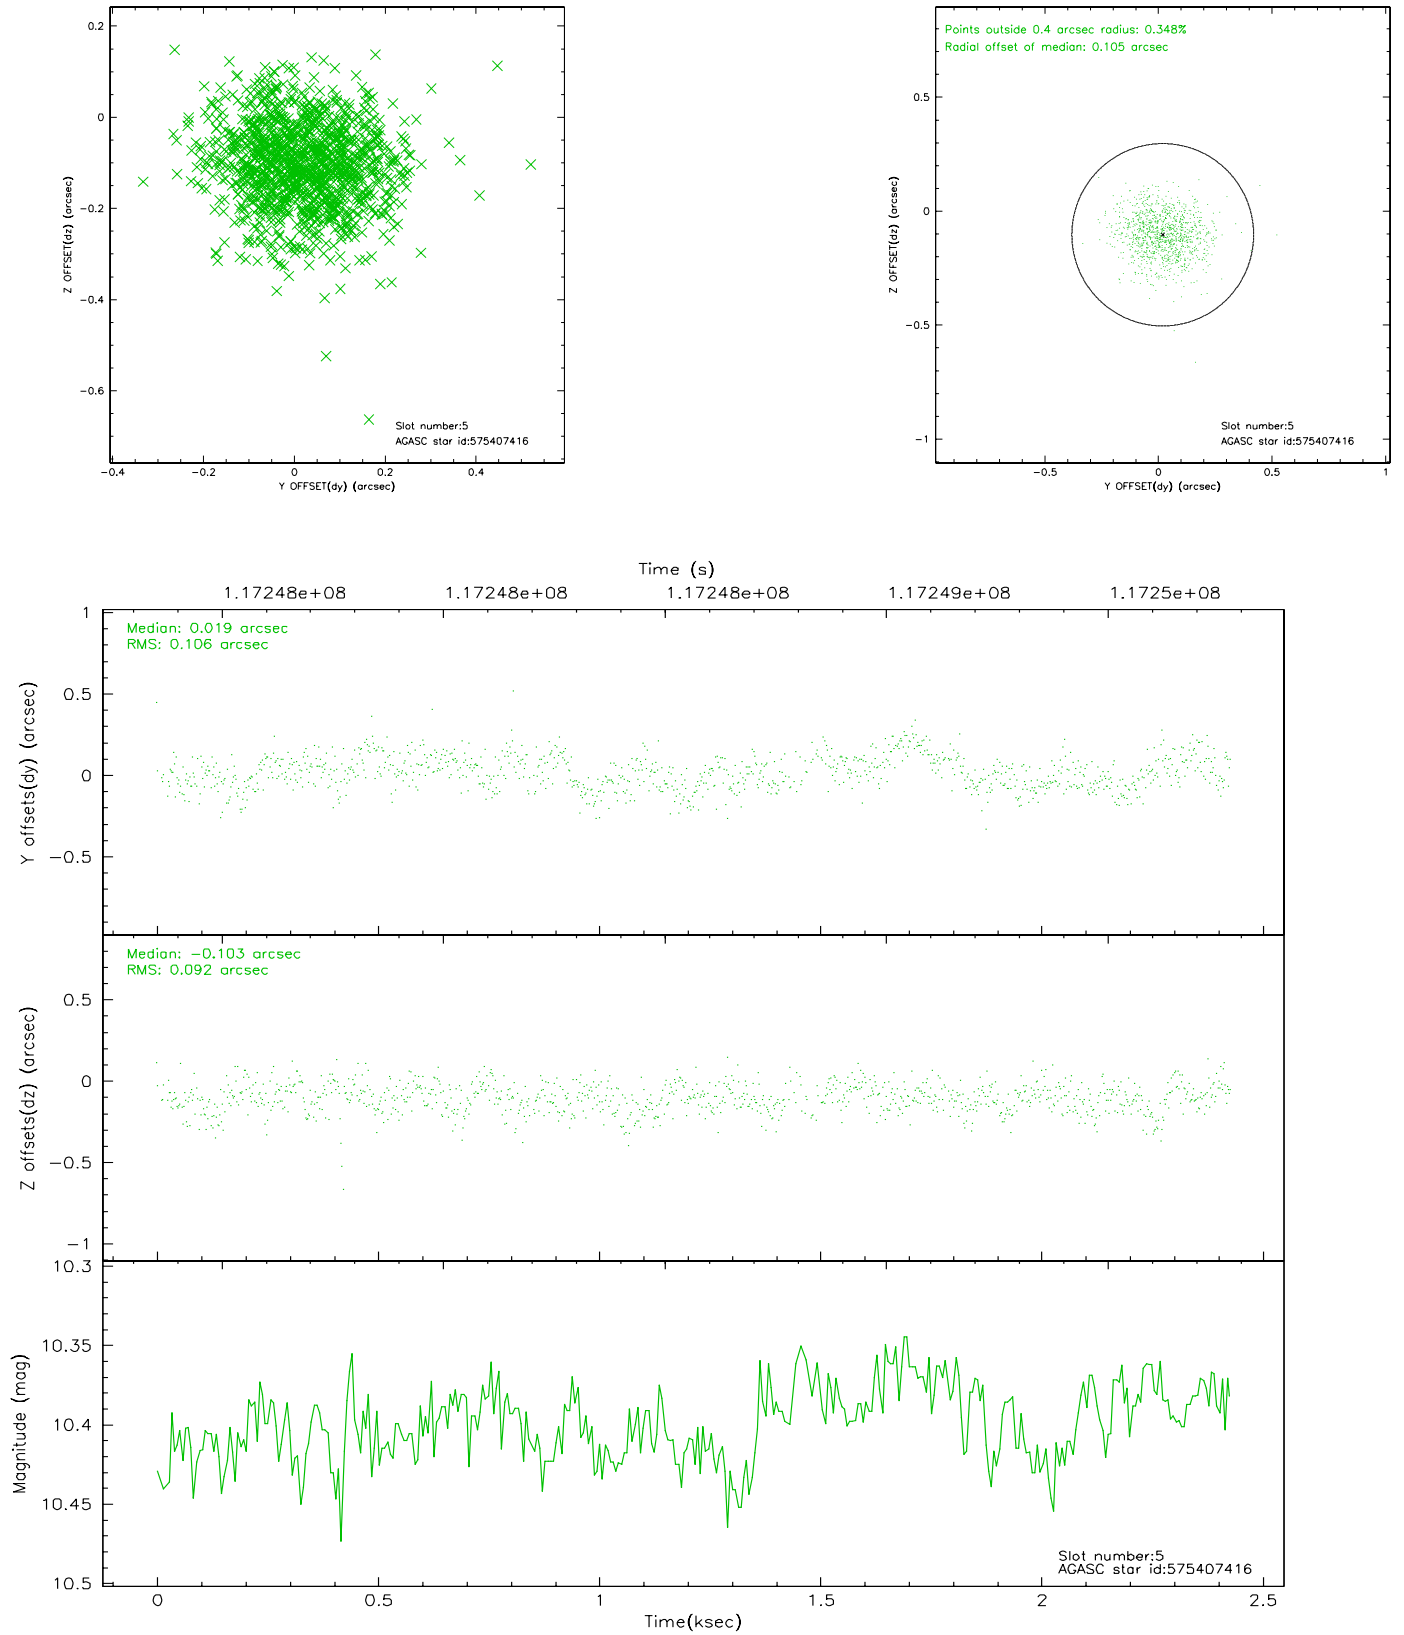 0.2
0
−0.2
−0.4
−0.6
Z OFFSET(dz) (arcsec)
Slot number:5
AGASC star id:575407416
−0.4 −0.2 0 0.2 0.4
Y OFFSET(dy) (arcsec)
Points outside 0.4 arcsec radius: 0.348%
Radial offset of median: 0.105 arcsec
0.5
0
−0.5
−1
Z OFFSET(dz) (arcsec)
Slot number:5
AGASC star id:575407416
−0.5 0 0.5 1
Y OFFSET(dy) (arcsec)
Time (s)
1.17248e+08 1.17248e+08 1.17248e+08 1.17249e+08 1.1725e+08
Median: 0.019 arcsec
RMS: 0.106 arcsec
1
0.5
0
−0.5
Y offsets(dy) (arcsec)
Median: −0.103 arcsec
RMS: 0.092 arcsec
0.5
0
−0.5
−1
Z offsets(dz) (arcsec)
10.3
10.35
10.4
10.45
10.5
Magnitude (mag)
Slot number:5
AGASC star id:575407416
0 0.5 1 1.5 2 2.5
Time(ksec)